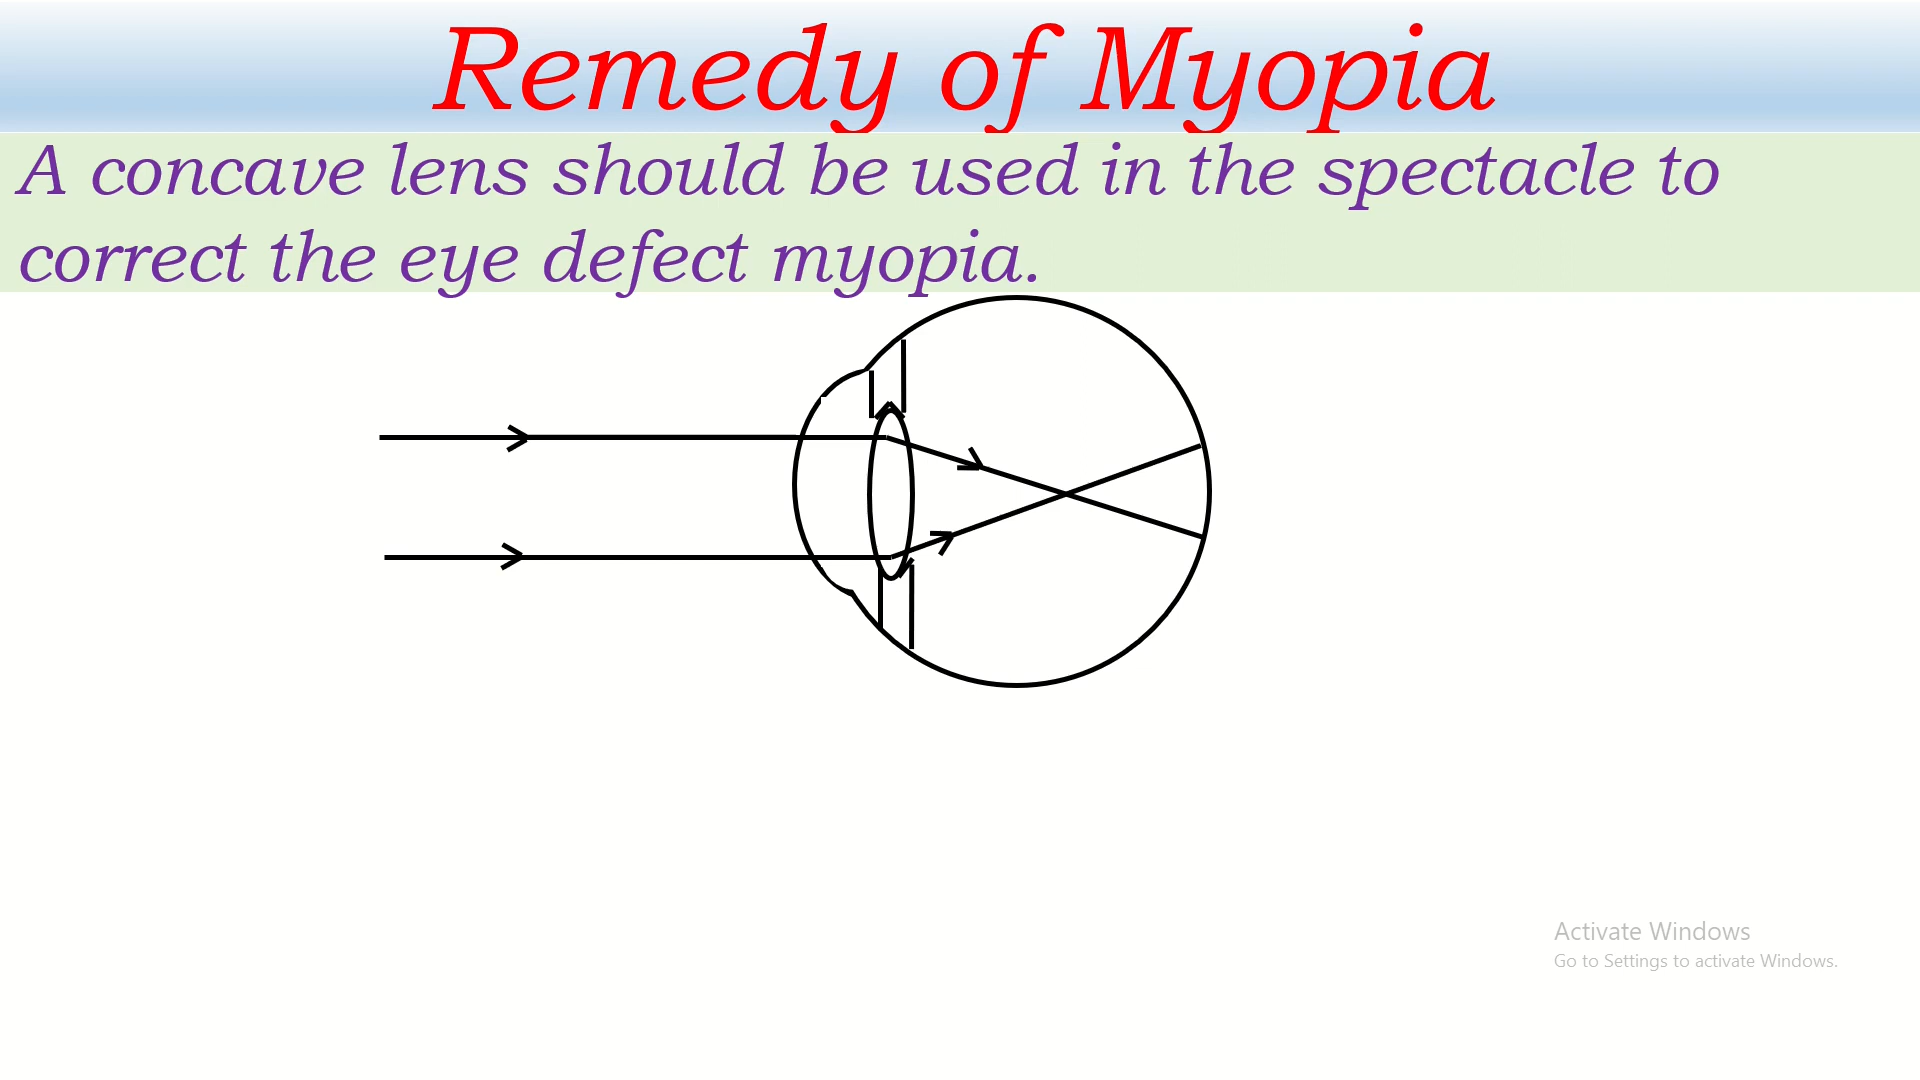 Remedy of Myopia
A concave lens should be used in the spectacle to
correct the eye defect myopia.
Activate Windows
Go to Settings to activate Windows.